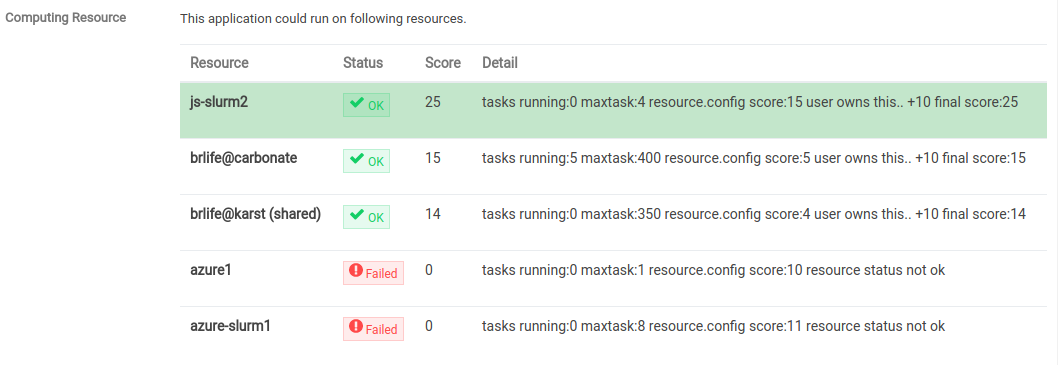 Computing Resource This application could run on following resources.
Resource Status Score Detail
js-slurm2 OK 25 tasks running:0 maxtask:4 resource.config score:15 user owns this.. +10 final score:25
brlife@carbonate OK 15 tasks running:5 maxtask:400 resource.config score:5 user owns this.. +10 final score:15
brlife@karst (shared) OK 14 tasks running:0 maxtask:350 resource.config score:4 user owns this.. +10 final score:14
azure1 Failed 0 tasks running:0 maxtask:1 resource.config score:10 resource status not ok
azure-slurm1 Failed 0 tasks running:0 maxtask:8 resource.config score:11 resource status not ok